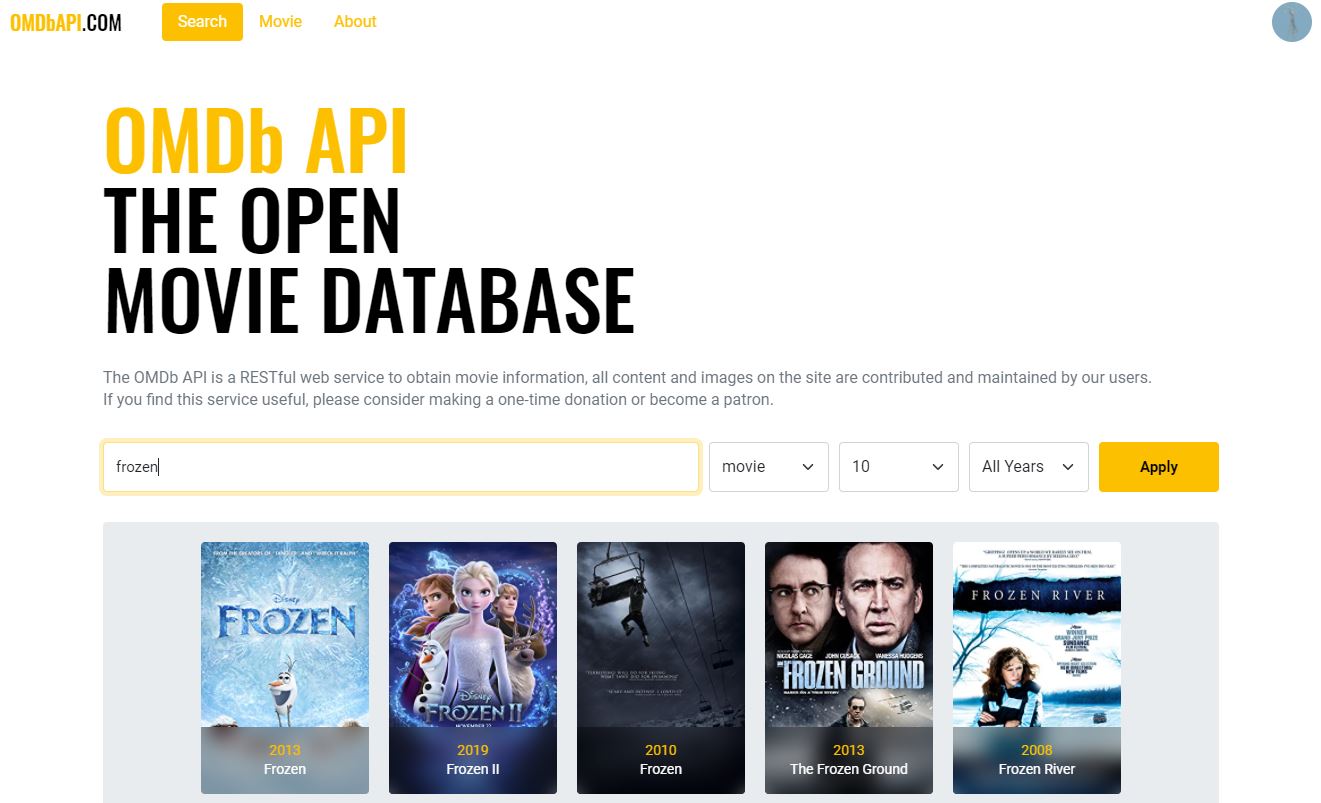 OMDbAPI.COM
Search
Movie
About
OMDb API
THE OPEN
MOVIE DATABASE
The OMDb API is a RESTful web service to obtain movie information, all content and images on the site are contributed and maintained by our users.
If you find this service useful, please consider making a one-time donation or become a patron.
frozen
movie
10
All Years
Apply
FROM THE CREATORS OF "TANGLED" AND "WRECK-IT RALPH"
Disney
FROZEN
2013
Frozen
Disney
FROZEN II
NOVEMBER 22
2019
Frozen II
2010
Frozen
NICOLAS CAGE JOHN CUSACK VANESSA HUDGENS
THE FROZEN GROUND
BASED ON A TRUE STORY
2013
The Frozen Ground
FROZEN RIVER
WINNER
GRAND JURY PRIZE
SUNDANCE
FILM FESTIVAL
2008
Frozen River